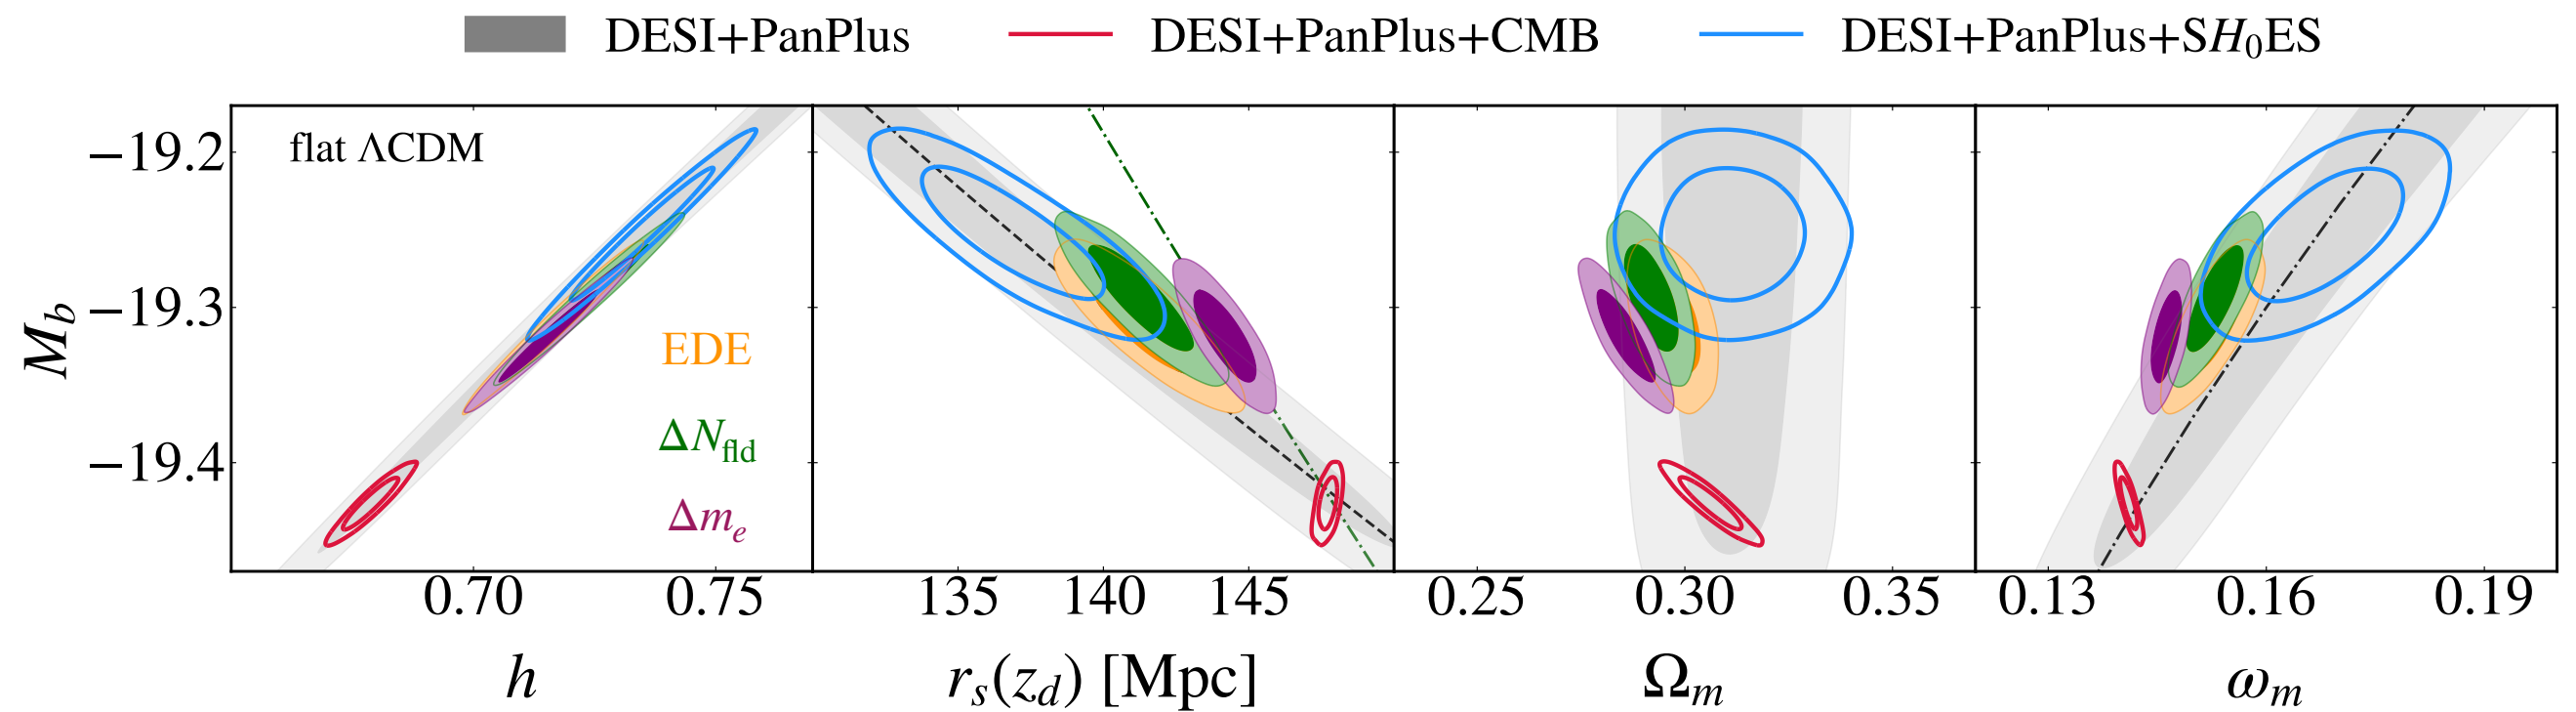 DESI+PanPlus DESI+PanPlus+CMB DESI+PanPlus+SH₀ES
flat ΛCDM
−19.2
−19.3
−19.4
M_b
EDE
ΔN_fld
Δm_e
0.70 0.75 135 140 145 0.25 0.30 0.35 0.13 0.16 0.19
h r_s(z_d) [Mpc] Ω_m ω_m